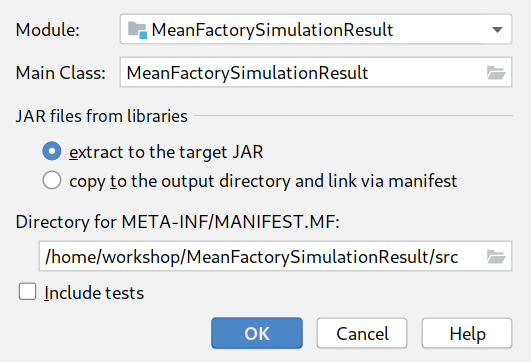 Module: MeanFactorySimulationResult
Main Class: MeanFactorySimulationResult
JAR files from libraries
extract to the target JAR
copy to the output directory and link via manifest
Directory for META-INF/MANIFEST.MF:
/home/workshop/MeanFactorySimulationResult/src
Include tests
OK Cancel Help